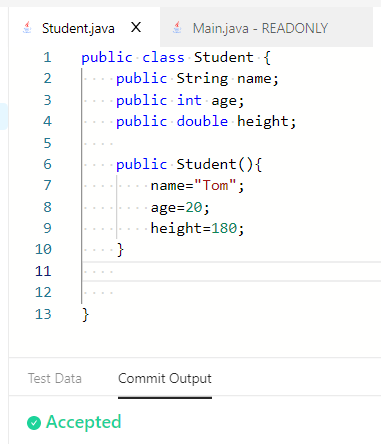 Student.java X Main.java - READONLY
1 public class Student {
2 public String name;
3 public int age;
4 public double height;
5
6 public Student(){
7 name="Tom";
8 age=20;
9 height=180;
10 }
11
12
13 }
Test Data Commit Output
Accepted